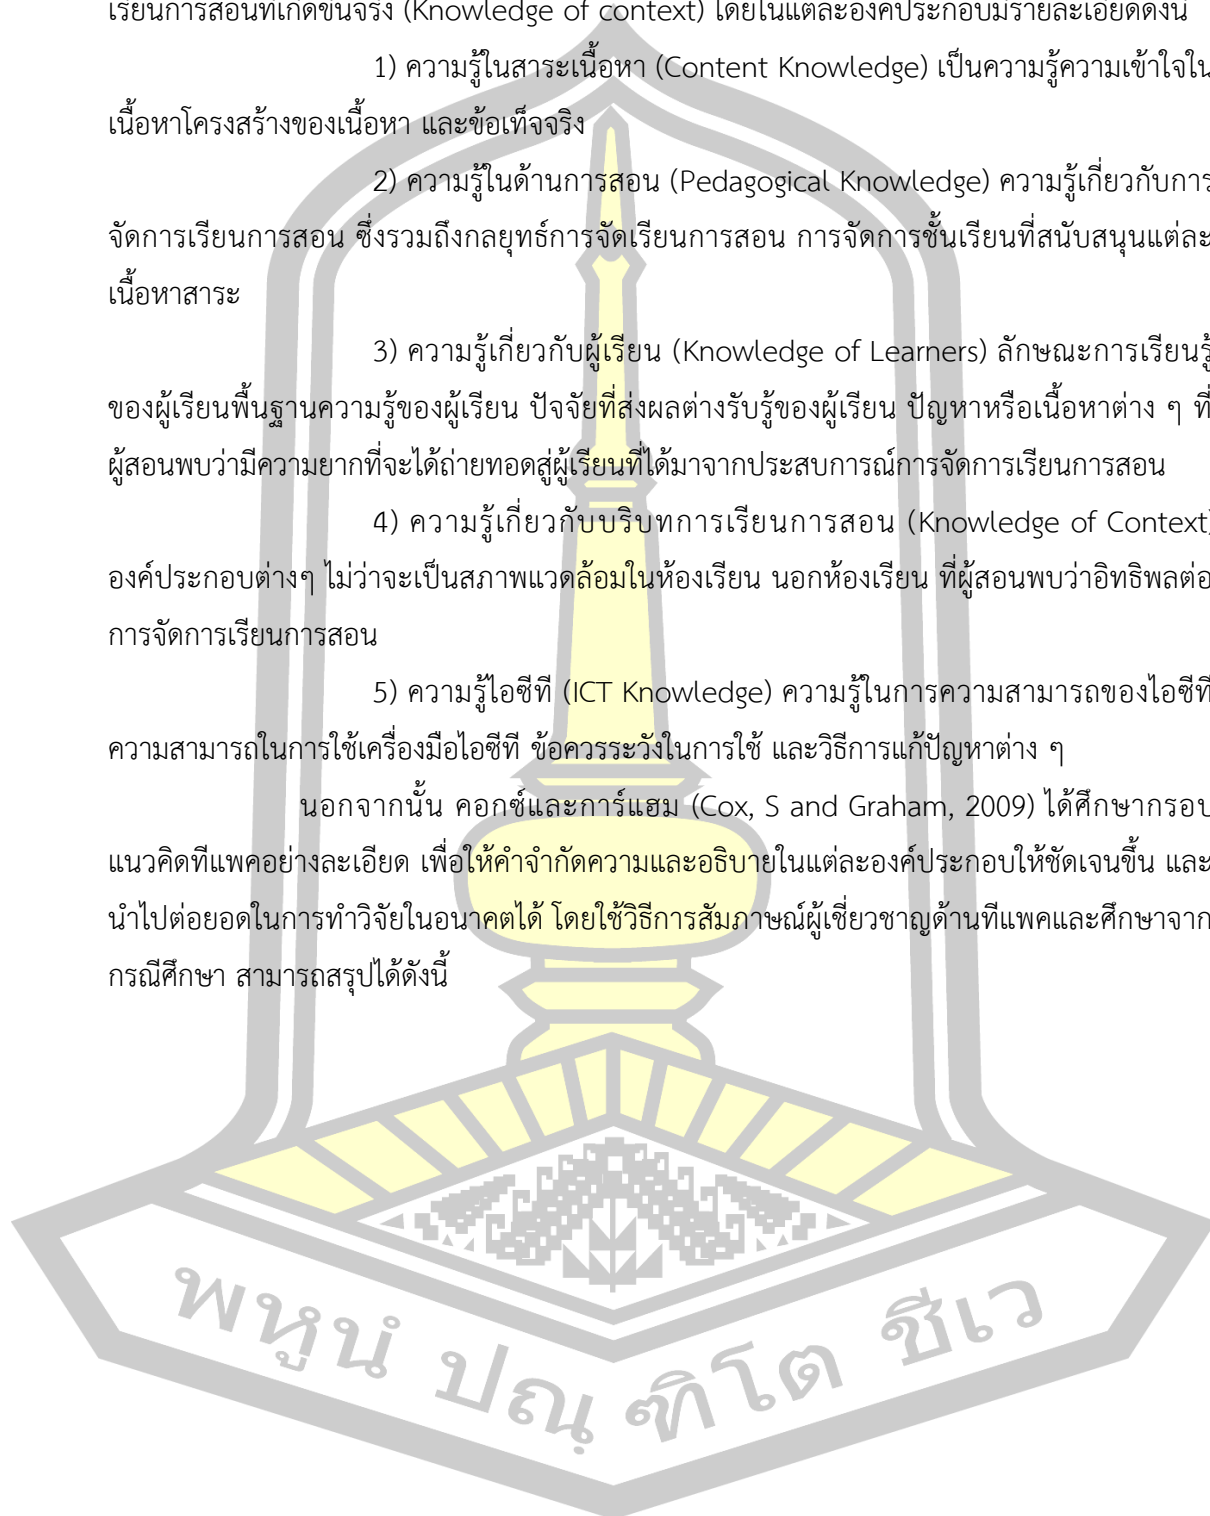 เรียนการสอนที่เกิดขึ้นจริง (Knowledge of context) โดยในแต่ละองค์ประกอบมีรายละเอียดดังนี้
1) ความรู้ในสาระเนื้อหา (Content Knowledge) เป็นความรู้ความเข้าใจใน
เนื้อหาโครงสร้างของเนื้อหา และข้อเท็จจริง
2) ความรู้ในด้านการสอน (Pedagogical Knowledge) ความรู้เกี่ยวกับการ
จัดการเรียนการสอน ซึ่งรวมถึงกลยุทธ์การจัดเรียนการสอน การจัดการชั้นเรียนที่สนับสนุนแต่ละ
เนื้อหาสาระ
3) ความรู้เกี่ยวกับผู้เรียน (Knowledge of Learners) ลักษณะการเรียนรู้
ของผู้เรียนพื้นฐานความรู้ของผู้เรียน ปัจจัยที่ส่งผลต่างรับรู้ของผู้เรียน ปัญหาหรือเนื้อหาต่าง ๆ ที่
ผู้สอนพบว่ามีความยากที่จะได้ถ่ายทอดสู่ผู้เรียนที่ได้มาจากประสบการณ์การจัดการเรียนการสอน
4) ความรู้เกี่ยวกับบริบทการเรียนการสอน (Knowledge of Context)
องค์ประกอบต่างๆ ไม่ว่าจะเป็นสภาพแวดล้อมในห้องเรียน นอกห้องเรียน ที่ผู้สอนพบว่าอิทธิพลต่อ
การจัดการเรียนการสอน
5) ความรู้ไอซีที (ICT Knowledge) ความรู้ในการความสามารถของไอซีที
ความสามารถในการใช้เครื่องมือไอซีที ข้อควรระวังในการใช้ และวิธีการแก้ปัญหาต่าง ๆ
นอกจากนั้น คอกซ์และการ์แฮม (Cox, S and Graham, 2009) ได้ศึกษากรอบ
แนวคิดทีแพคอย่างละเอียด เพื่อให้คำจำกัดความและอธิบายในแต่ละองค์ประกอบให้ชัดเจนขึ้น และ
นำไปต่อยอดในการทำวิจัยในอนาคตได้ โดยใช้วิธีการสัมภาษณ์ผู้เชี่ยวชาญด้านทีแพคและศึกษาจาก
กรณีศึกษา สามารถสรุปได้ดังนี้
พหูนํ ปณฺฑิโต ชีเว